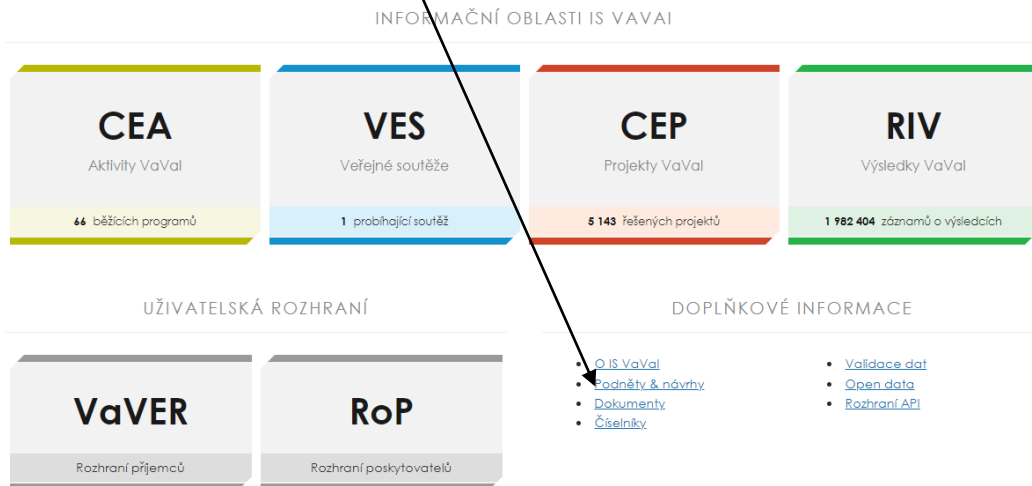 INFORMAČNÍ OBLASTI IS VAVAI
CEA
Aktivity VaVaI
66 běžících programů
VES
Veřejné soutěže
1 probíhající soutěž
CEP
Projekty VaVaI
5 143 řešených projektů
RIV
Výsledky VaVaI
1 982 404 záznamů o výsledcích
UŽIVATELSKÁ ROZHRANÍ
VaVER
Rozhraní příjemců
RoP
Rozhraní poskytovatelů
DOPLŇKOVÉ INFORMACE
O IS VaVaI
Podněty & návrhy
Dokumenty
Číselníky
Validace dat
Open data
Rozhraní API